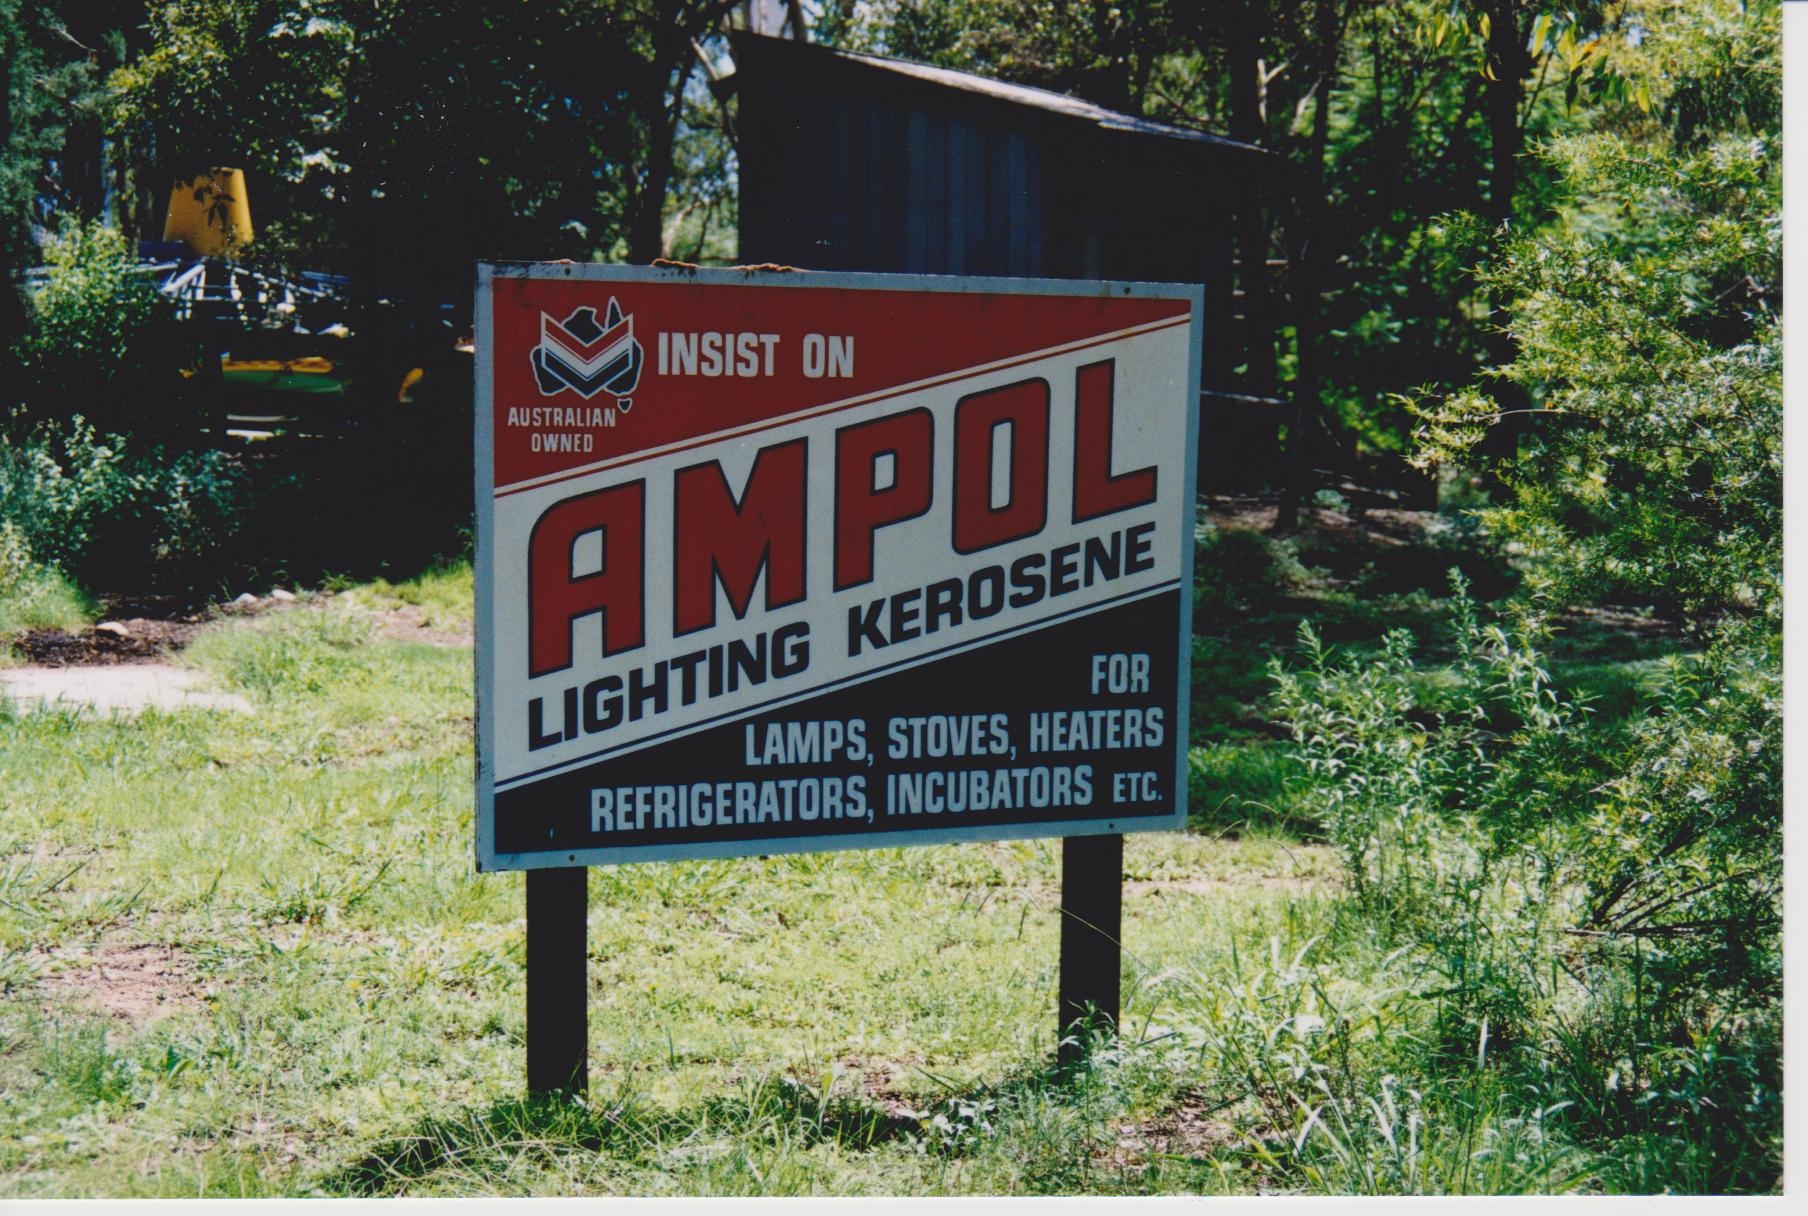 INSIST ON
AUSTRALIAN
OWNED
AMPOL
LIGHTING KEROSENE
FOR
LAMPS, STOVES, HEATERS
REFRIGERATORS, INCUBATORS ETC.